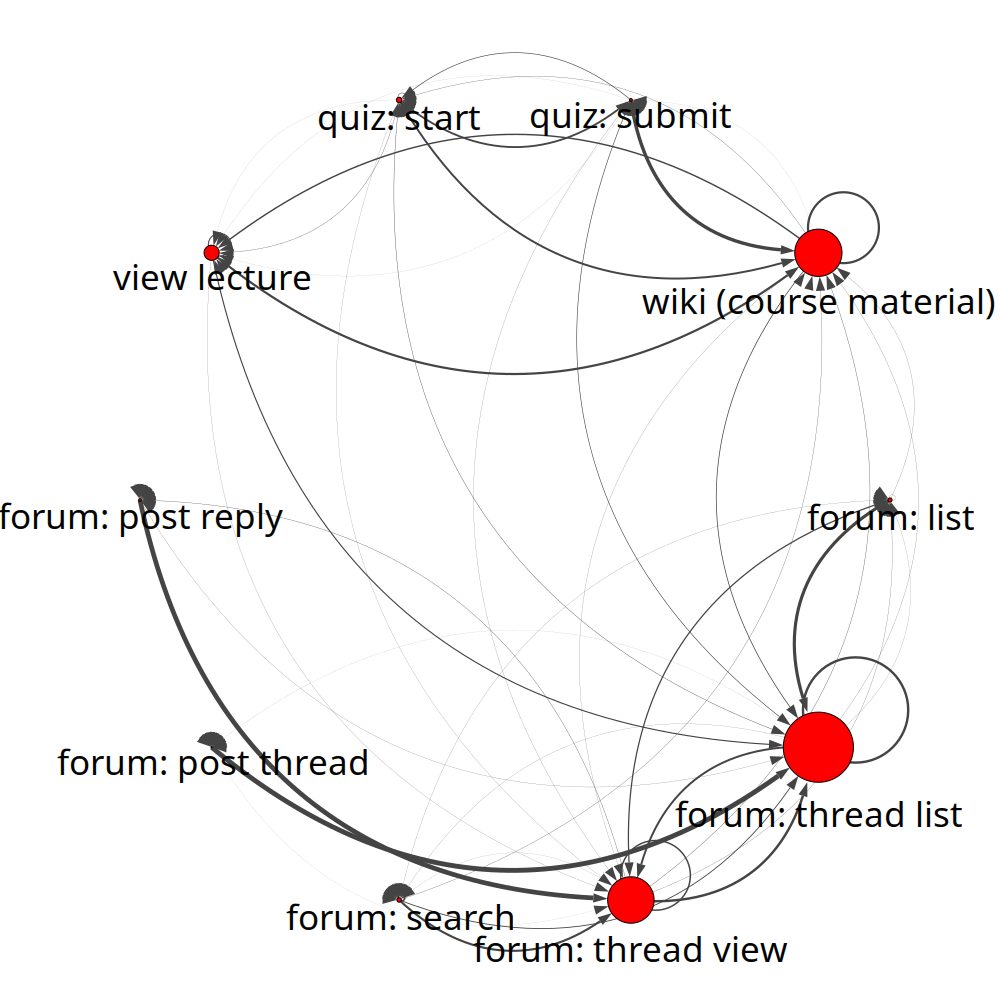 quiz: start
quiz: submit
view lecture
wiki (course material)
forum: post reply
forum: list
forum: post thread
forum: thread list
forum: search
forum: thread view